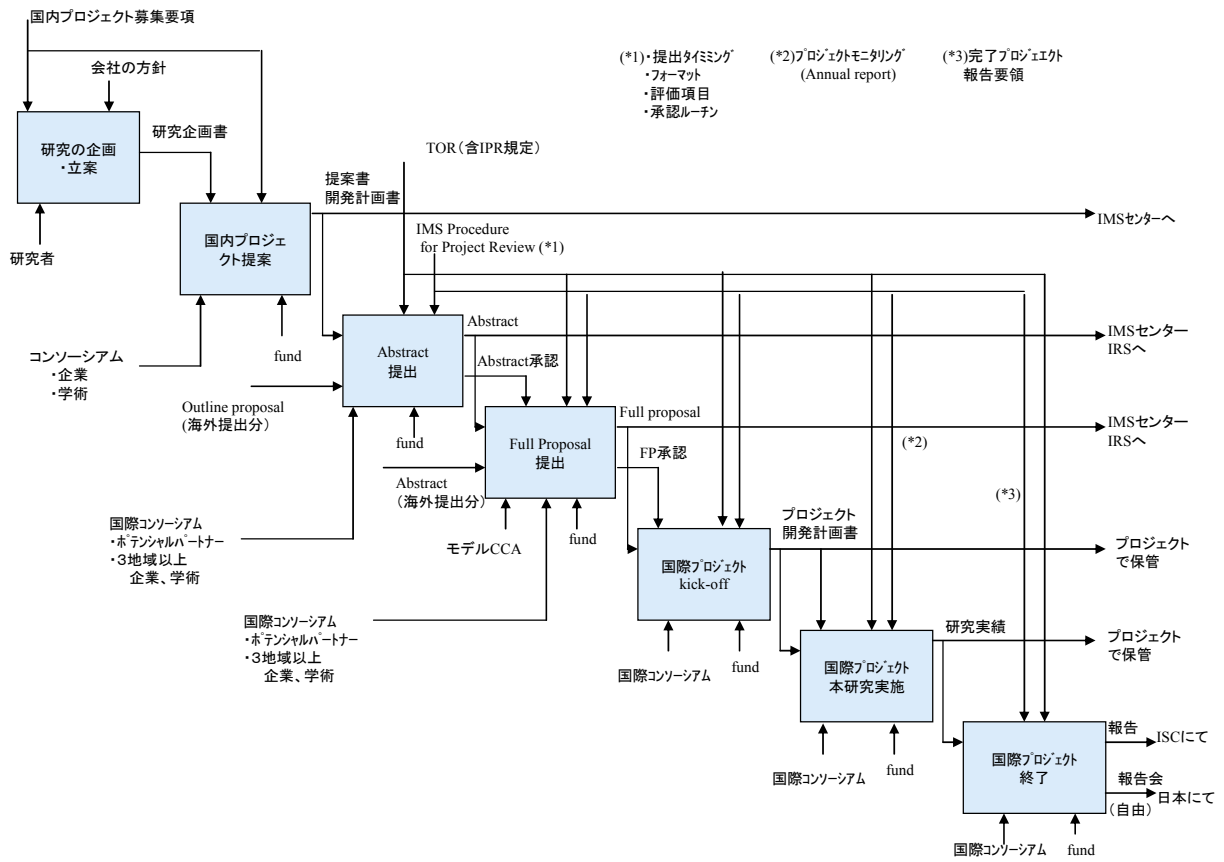 国内プロジェクト募集要項
会社の方針
(*1)・提出ﾀｲﾐﾐﾝｸﾞ
・ﾌｫｰﾏｯﾄ
・評価項目
・承認ﾙｰﾁﾝ
(*2)ﾌﾟﾛｼﾞｪｸﾄﾓﾆﾀﾘﾝｸﾞ
(Annual report)
(*3)完了ﾌﾟﾛｼﾞｪｴｸﾄ
報告要領
研究の企画
・立案
研究企画書
研究者
TOR（含IPR規定）
提案書
開発計画書
国内プロジェ
クト提案
IMSｾﾝﾀｰへ
IMS Procedure
for Project Review (*1)
コンソーシアム
・企業
・学術
fund
Abstract
提出
Abstract
IMSセンター
IRSへ
Abstract承認
Outline proposal
(海外提出分）
fund
Full Proposal
提出
Full proposal
IMSセンター
IRSへ
FP承認
(*2)
Abstract
（海外提出分）
(*3)
国際ｺﾝｿｰｼｱﾑ
・ﾎﾟﾃﾝｼｬﾙﾊﾟｰﾄナー
・３地域以上
企業、学術
モデルCCA
fund
プロジェクト
開発計画書
国際ﾌﾟﾛｼﾞｪｸﾄ
kick-off
プロジェクト
で保管
国際ｺﾝｿｰｼｱﾑ
・ﾎﾟﾃﾝｼｬﾙﾊﾟｰﾄナー
・３地域以上
企業、学術
国際ｺﾝｿｰｼｱﾑ
fund
研究実績
国際ﾌﾟﾛｼﾞｪｸﾄ
本研究実施
プロジェクト
で保管
国際ｺﾝｿｰｼｱﾑ
fund
国際ﾌﾟﾛｼﾞｪｸﾄ
終了
報告
ISCにて
報告会
(自由)
日本にて
国際ｺﾝｿｰｼｱﾑ
fund